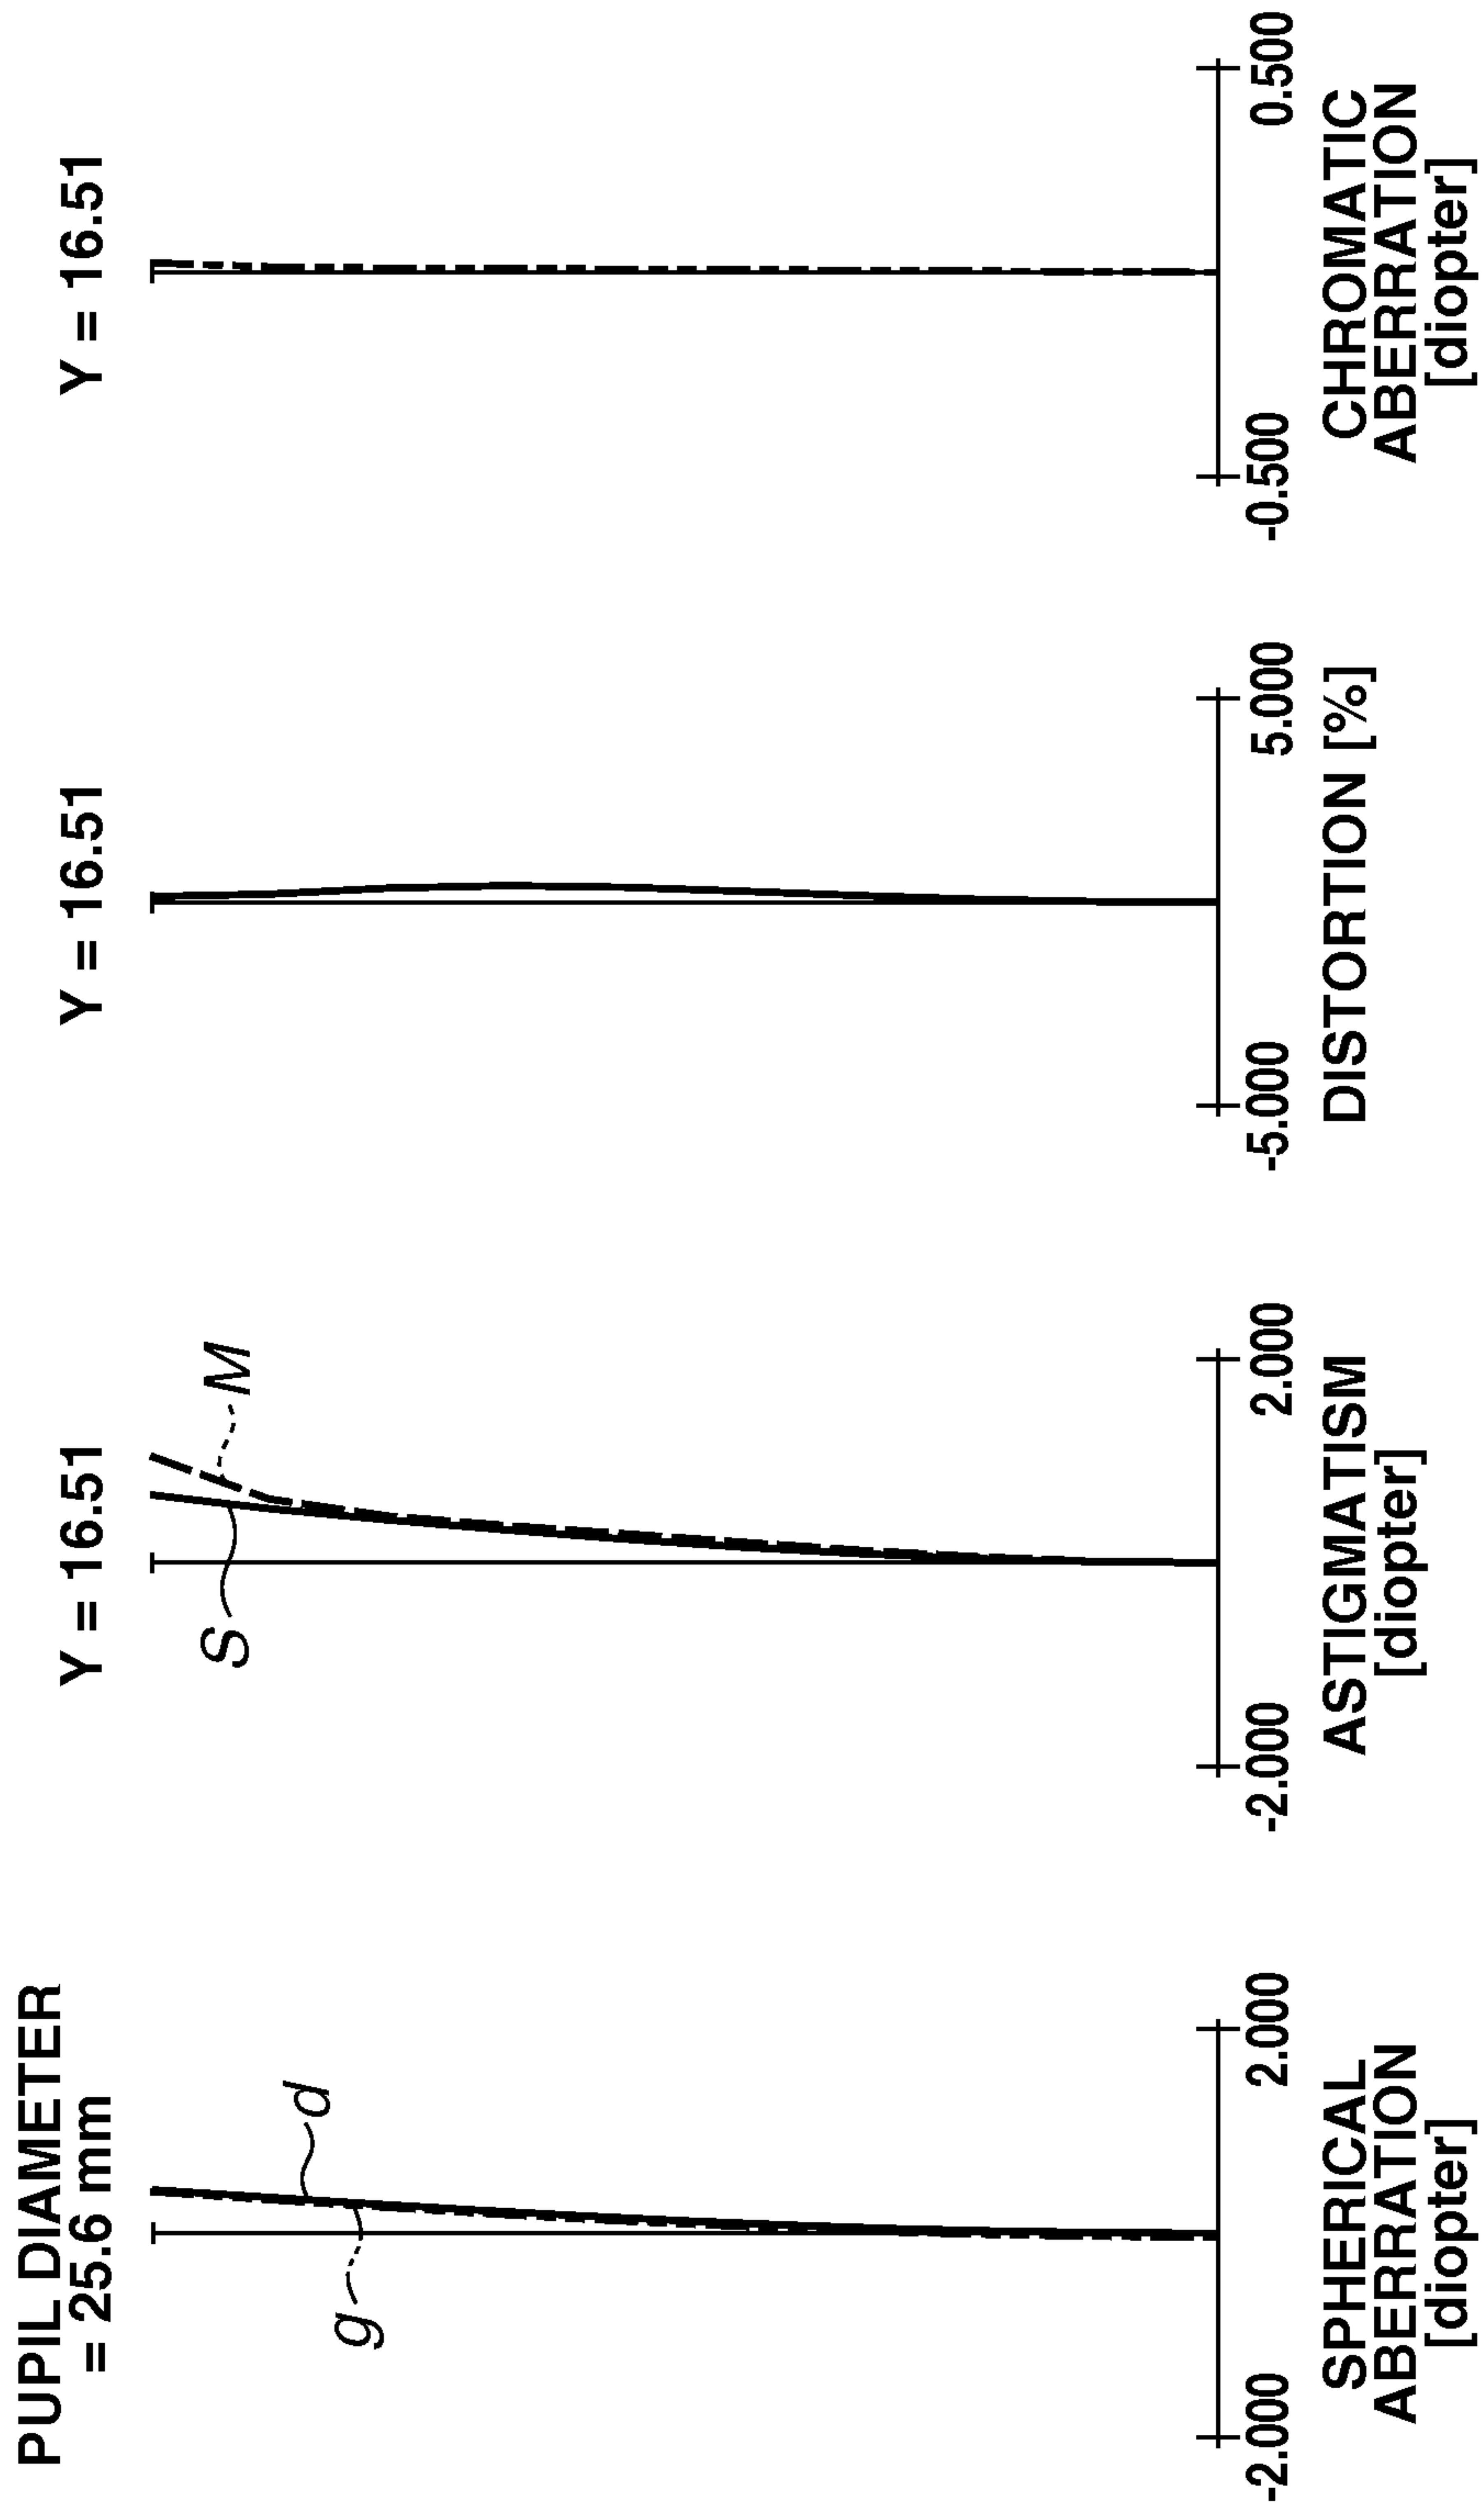 PUPIL DIAMETER
= 25.6 mm
g
d
-2.000
2.000
SPHERICAL
ABERRATION
[diopter]
Y = 16.51
S
M
-2.000
2.000
ASTIGMATISM
[diopter]
Y = 16.51
-5.000
5.000
DISTORTION [%]
Y = 16.51
-0.500
0.500
CHROMATIC
ABERRATION
[diopter]